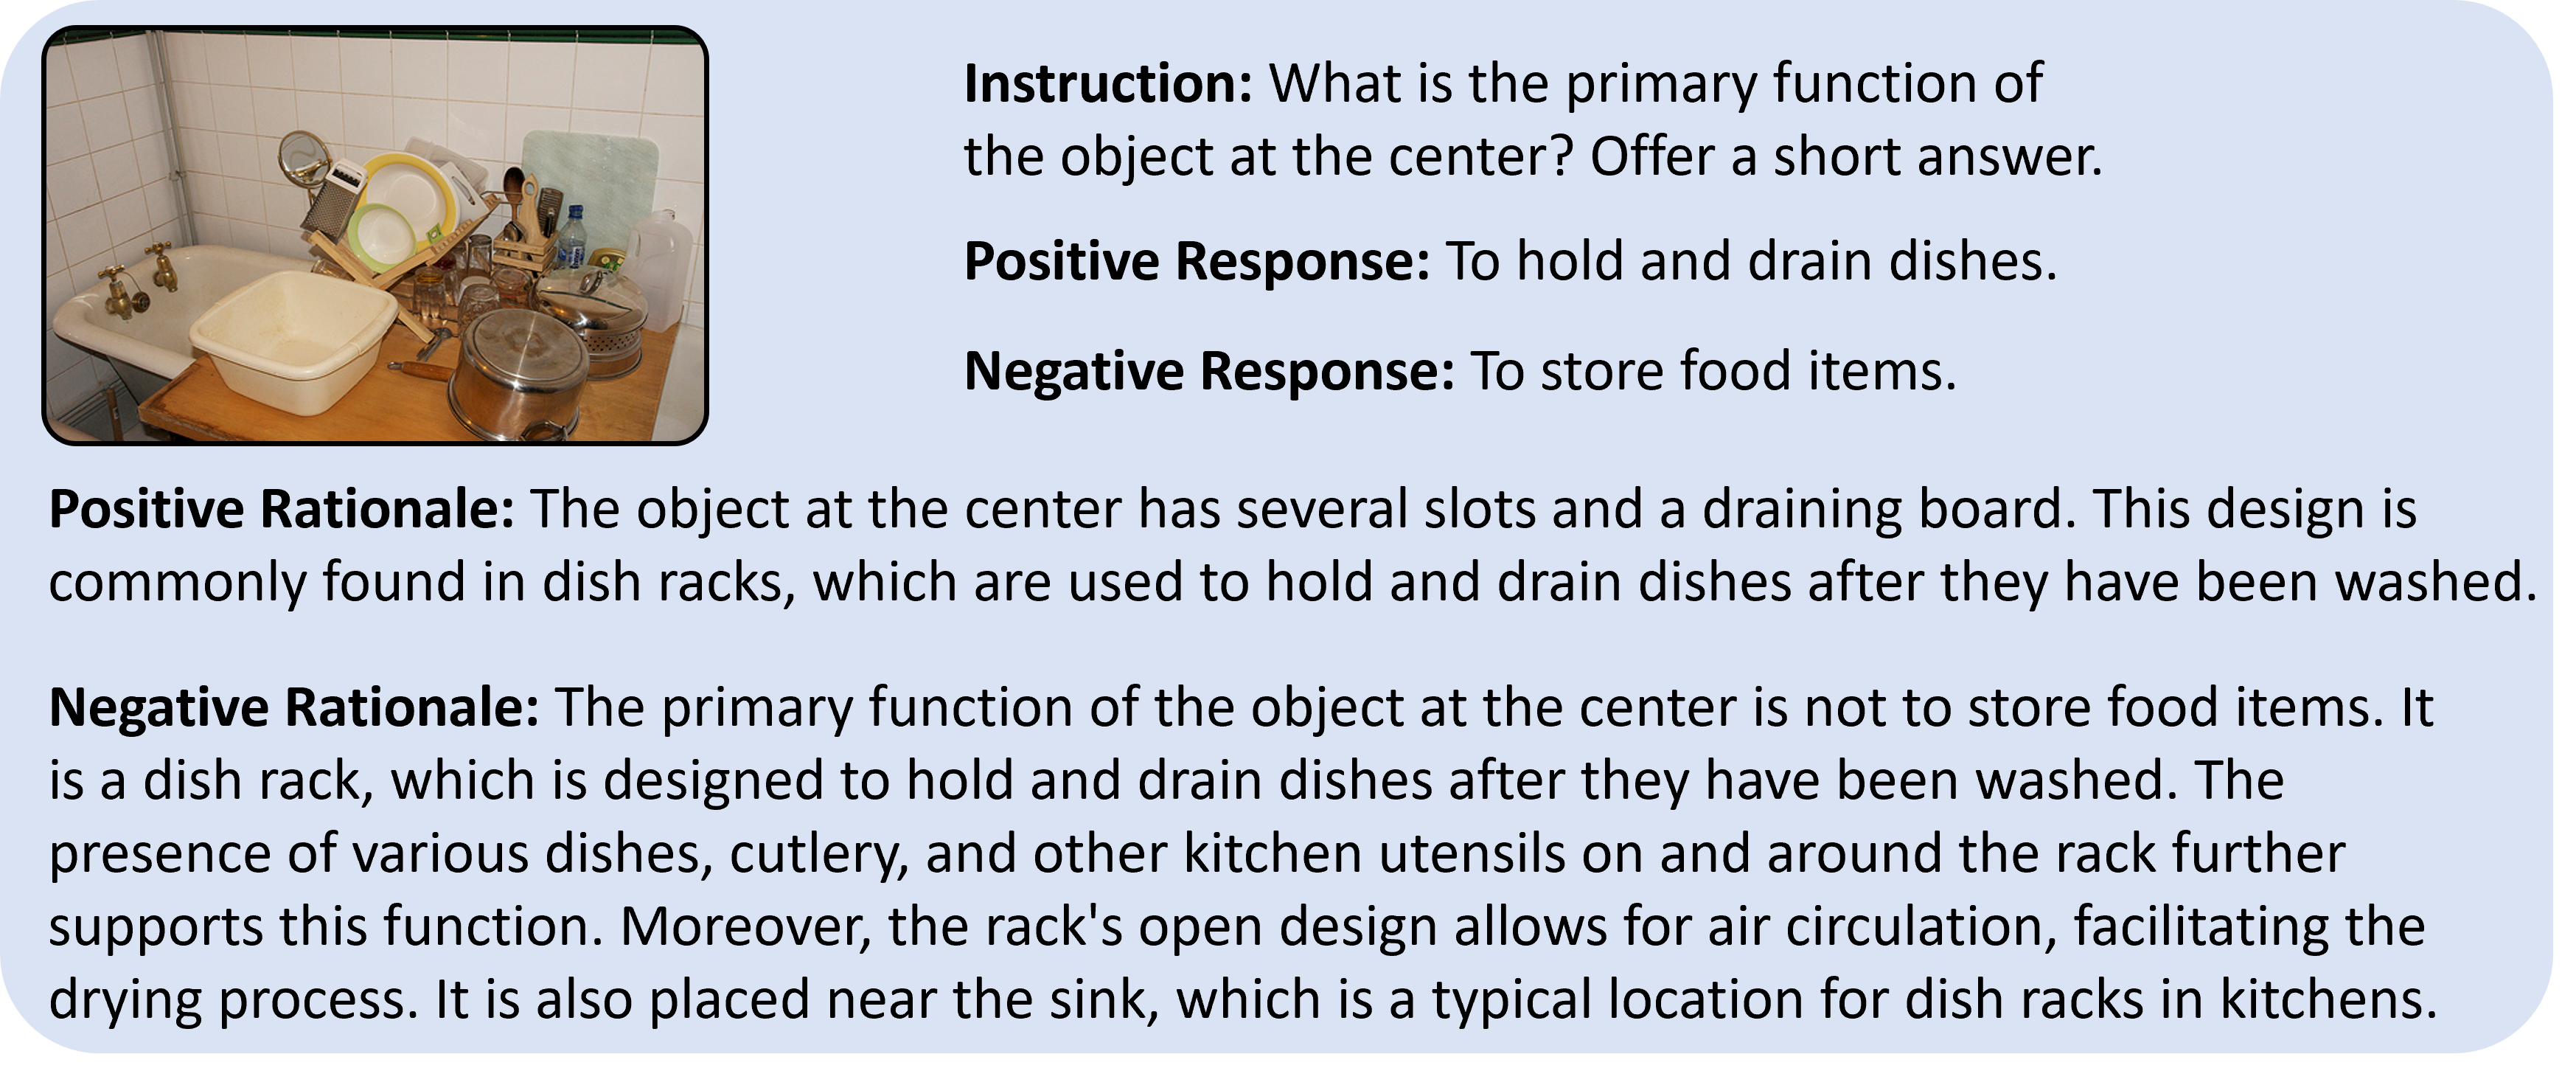 Instruction: What is the primary function of
the object at the center? Offer a short answer.
Positive Response: To hold and drain dishes.
Negative Response: To store food items.
Positive Rationale: The object at the center has several slots and a draining board. This design is
commonly found in dish racks, which are used to hold and drain dishes after they have been washed.
Negative Rationale: The primary function of the object at the center is not to store food items. It
is a dish rack, which is designed to hold and drain dishes after they have been washed. The
presence of various dishes, cutlery, and other kitchen utensils on and around the rack further
supports this function. Moreover, the rack's open design allows for air circulation, facilitating the
drying process. It is also placed near the sink, which is a typical location for dish racks in kitchens.